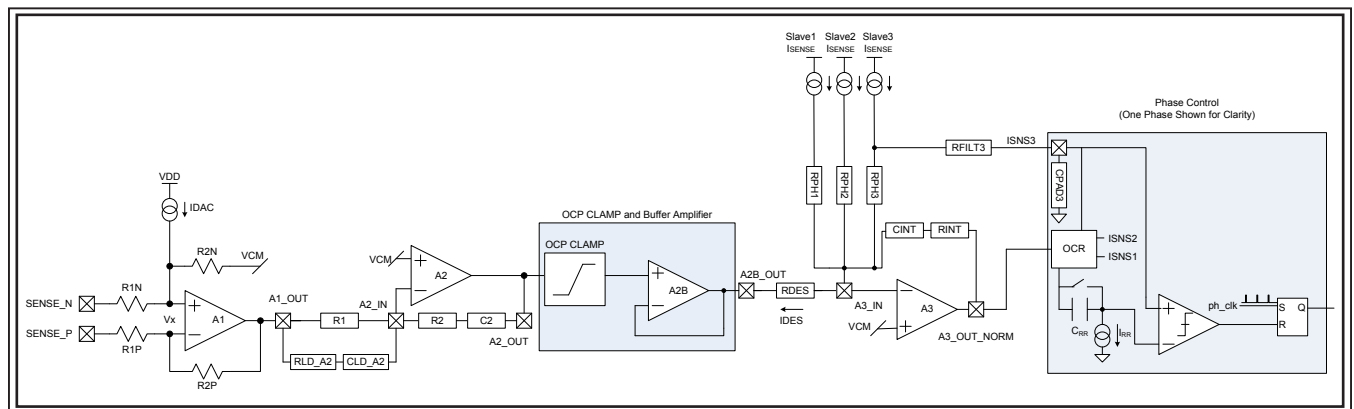 Slave1 Slave2 Slave3
ISENSE ISENSE ISENSE
Phase Control
(One Phase Shown for Clarity)
VDD
IDAC
R2N
VCM
R1N
SENSE_N
SENSE_P
R1P
Vx
A1
R2P
A1_OUT
R1
RLD_A2
CLD_A2
A2_IN
VCM
A2
R2
C2
A2_OUT
OCP CLAMP and Buffer Amplifier
OCP CLAMP
A2B
A2B_OUT
RDES
IDES
RPH1
RPH2
RPH3
RFILT3
ISNS3
CINT
RINT
A3_IN
VCM
A3
A3_OUT_NORM
CPAD3
OCR
ISNS2
ISNS1
CRR
IRR
ph_clk
S
Q
R